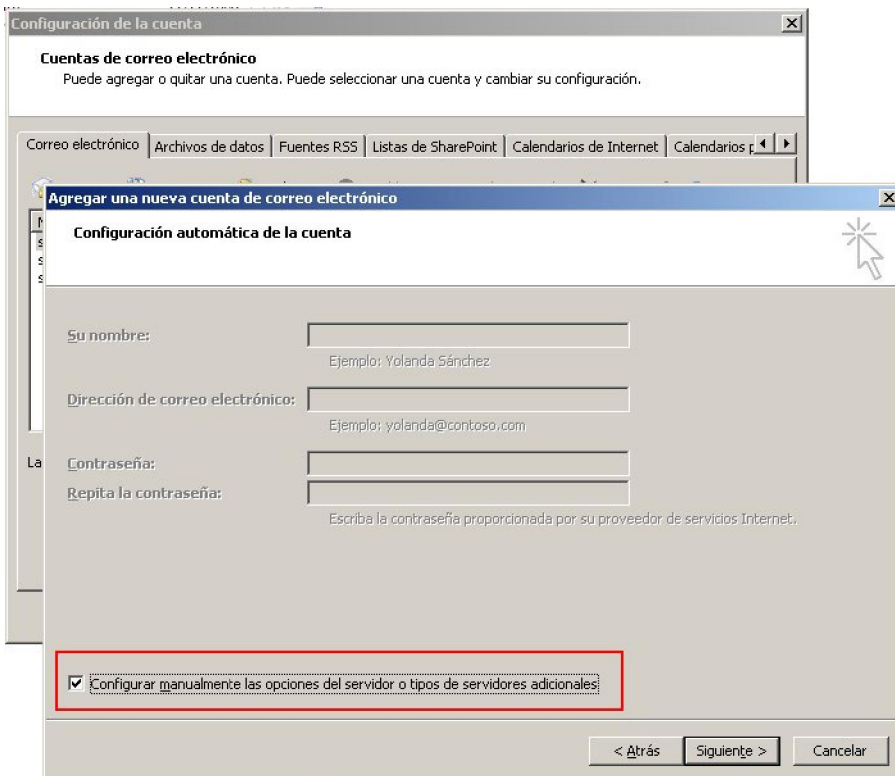 Configuración de la cuenta
Cuentas de correo electrónico
Puede agregar o quitar una cuenta. Puede seleccionar una cuenta y cambiar su configuración.
Correo electrónico Archivos de datos Fuentes RSS Listas de SharePoint Calendarios de Internet Calendarios
Agregar una nueva cuenta de correo electrónico
Configuración automática de la cuenta
Su nombre:
Ejemplo: Yolanda Sánchez
Dirección de correo electrónico:
Ejemplo: yolanda@contoso.com
La
Contraseña:
Repita la contraseña:
Escriba la contraseña proporcionada por su proveedor de servicios Internet.
Configurar manualmente las opciones del servidor o tipos de servidores adicionales
< Atrás Siguiente > Cancelar